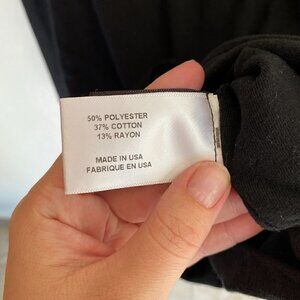 50% POLYESTER
37% COTTON
13% RAYON
MADE IN USA
FABRIQUE EN USA